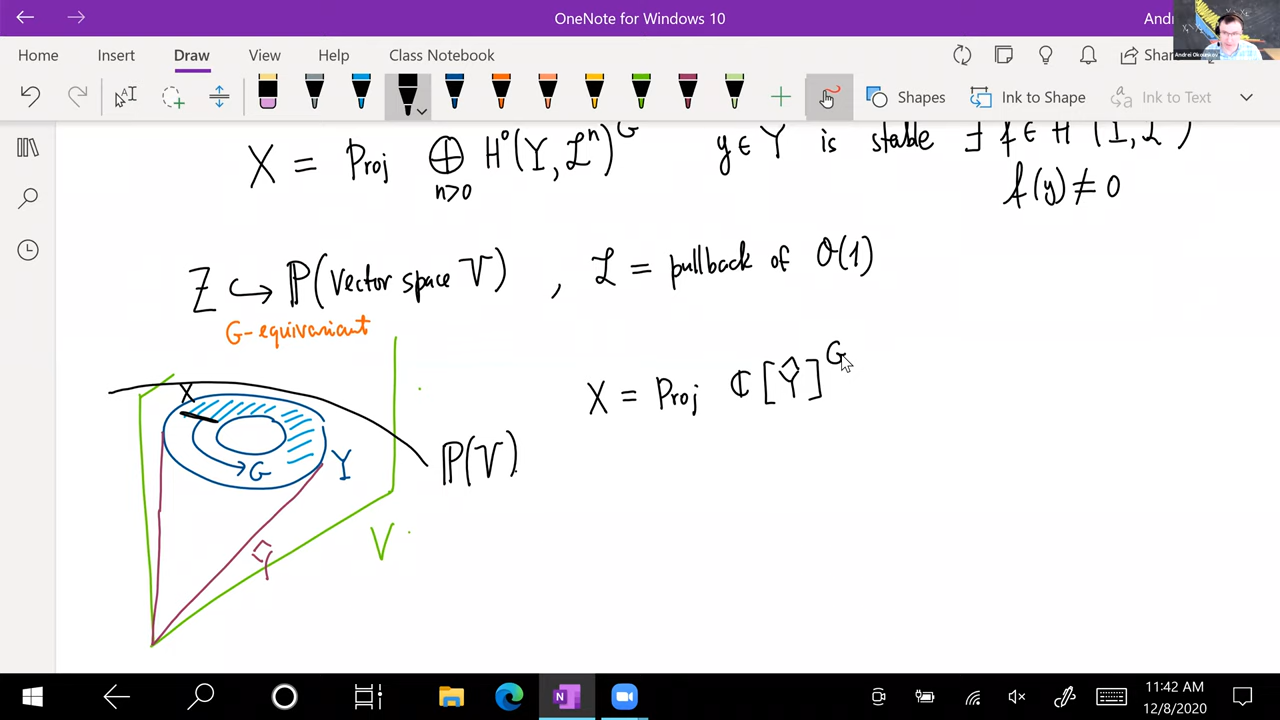 OneNote for Windows 10
Home Insert Draw View Help Class Notebook
Shapes Ink to Shape Ink to Text
X = Proj ⊕ H⁰(Y, ℒⁿ)ᴳ y ∈ Y is stable ∃ f ∈ H
n>0 f(y) ≠ 0
Z ↪ ℙ(Vector space V) , ℒ = pullback of O(1)
G-equivariant
X = Proj ℂ[Ŷ]ᴳ
X
G
Y
ℙ(V)
V
Ŷ
11:42 AM
12/8/2020